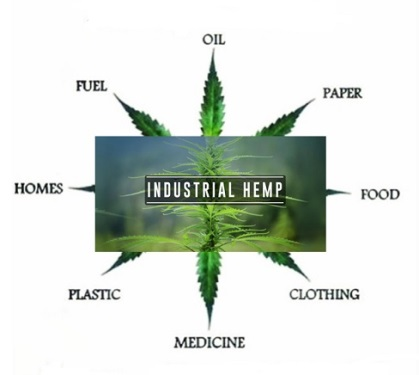 OIL
FUEL
PAPER
HOMES
INDUSTRIAL HEMP
FOOD
PLASTIC
CLOTHING
MEDICINE